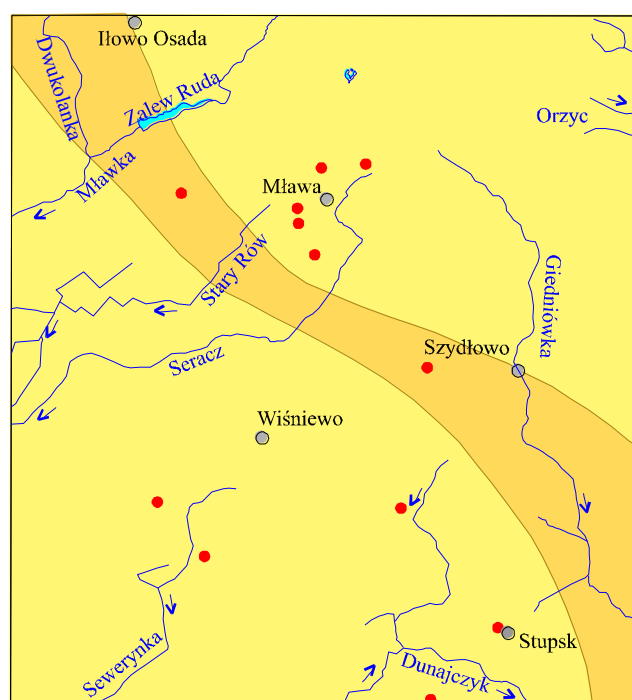 Iłowo Osada
Dwukolanka
Zalew Ruda
Orzyc
Mławka
Mława
Stary Rów
Giedniówka
Szydłowo
Seracz
Wiśniewo
Stupsk
Sewerynka
Dunajczyk